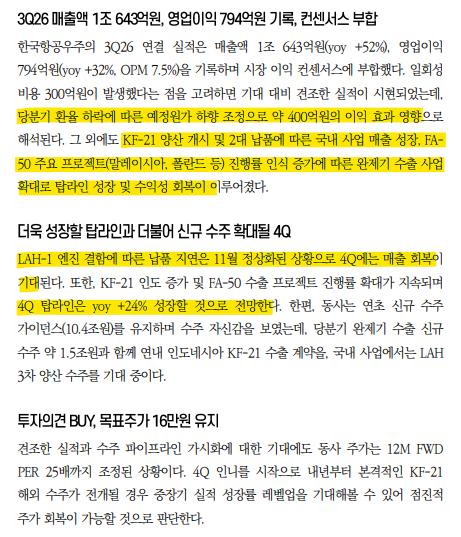 3Q26 매출액 1조 643억원, 영업이익 794억원 기록, 컨센서스 부합
한국항공우주의 3Q26 연결 실적은 매출액 1조 643억원(yoy +52%), 영업이익
794억원(yoy +32%, OPM 7.5%)을 기록하며 시장 이익 컨센서스에 부합했다. 일회성
비용 300억원이 발생했다는 점을 고려하면 기대 대비 견조한 실적이 시현되었는데,
당분기 환율 하락에 따른 예정원가 하향 조정으로 약 400억원의 이익 효과 영향으로
해석된다. 그 외에도 KF-21 양산 개시 및 2대 납품에 따른 국내 사업 매출 성장, FA-
50 주요 프로젝트(말레이시아, 폴란드 등) 진행률 인식 증가에 따른 완제기 수출 사업
확대로 탑라인 성장 및 수익성 회복이 이루어졌다.
더욱 성장할 탑라인과 더불어 신규 수주 확대될 4Q
LAH-1 엔진 결함에 따른 납품 지연은 11월 정상화된 상황으로 4Q에는 매출 회복이
기대된다. 또한, KF-21 인도 증가 및 FA-50 수출 프로젝트 진행률 확대가 지속되며
4Q 탑라인은 yoy +24% 성장할 것으로 전망한다. 한편, 동사는 연초 신규 수주
가이던스(10.4조원)를 유지하며 수주 자신감을 보였는데, 당분기 완제기 수출 신규
수주 약 1.5조원과 함께 연내 인도네시아 KF-21 수출 계약을, 국내 사업에서는 LAH
3차 양산 수주를 기대 중이다.
투자의견 BUY, 목표주가 16만원 유지
견조한 실적과 수주 파이프라인 가시화에 대한 기대에도 동사 주가는 12M FWD
PER 25배까지 조정된 상황이다. 4Q 인니를 시작으로 내년부터 본격적인 KF-21
해외 수주가 전개될 경우 중장기 실적 성장률 레벨업을 기대해볼 수 있어 점진적
주가 회복이 가능할 것으로 판단한다.